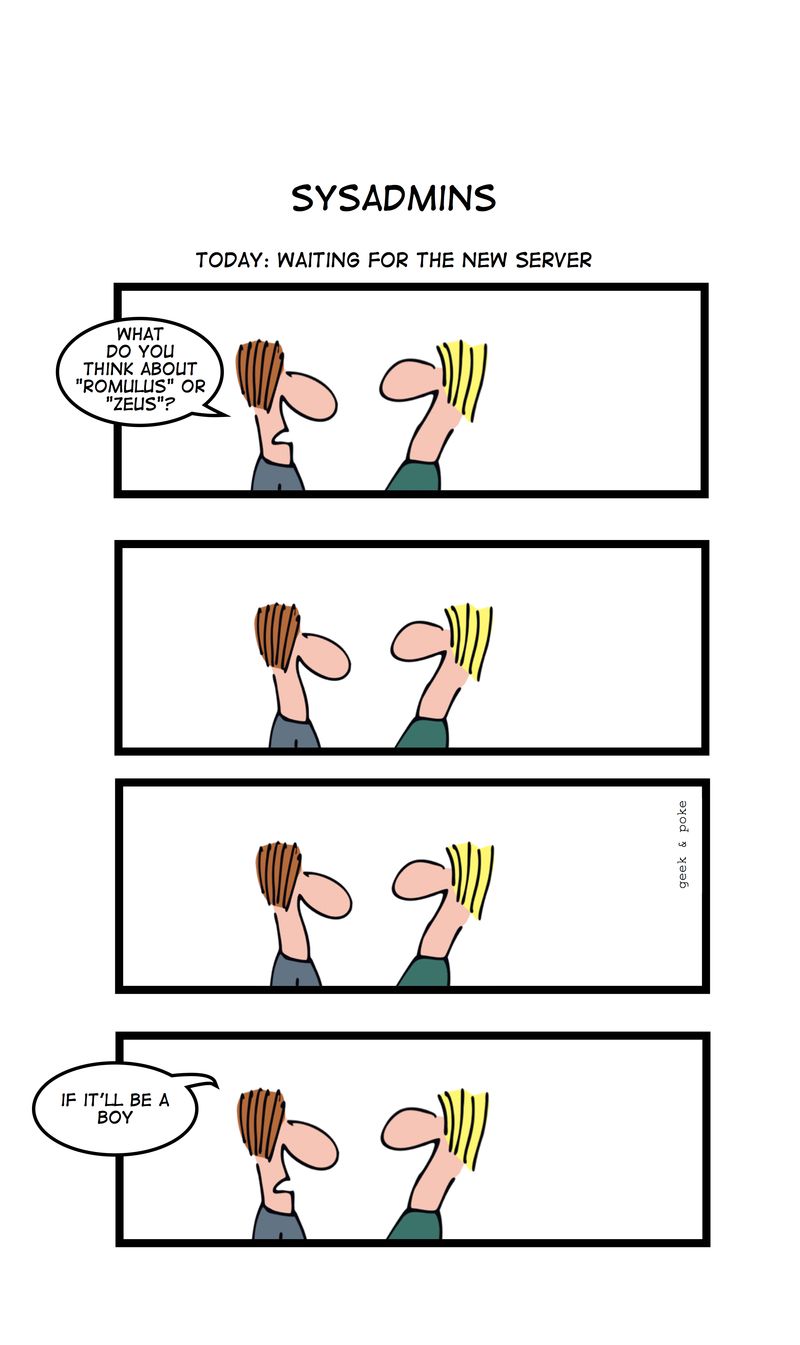 SYSADMINS
TODAY: WAITING FOR THE NEW SERVER
WHAT
DO YOU
THINK ABOUT
"ROMULUS" OR
"ZEUS"?
geek & poke
IF IT'LL BE A
BOY